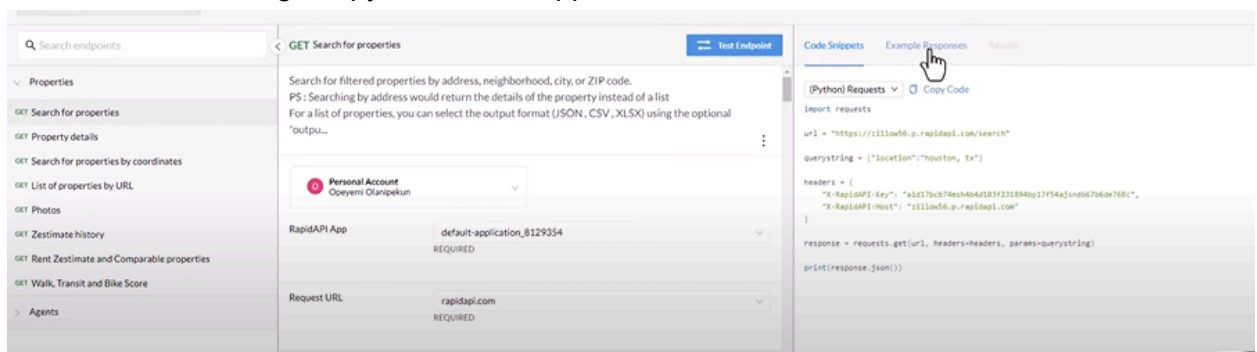 Search endpoints
Properties
GET Search for properties
GET Property details
GET Search for properties by coordinates
GET List of properties by URL
GET Photos
GET Zestimate history
GET Rent Zestimate and Comparable properties
GET Walk, Transit and Bike Score
Agents
GET Search for properties
Test Endpoint
Search for filtered properties by address, neighborhood, city, or ZIP code.
PS : Searching by address would return the details of the property instead of a list
For a list of properties, you can select the output format (JSON , CSV , XLSX) using the optional
"outpu...
O
Personal Account
Opeyemi Olanipekun
RapidAPI App
default-application_8129354
REQUIRED
Request URL
rapidapi.com
REQUIRED
Code Snippets Example Responses Results
(Python) Requests Copy Code
import requests
url = "https://zillow56.p.rapidapi.com/search"
querystring = {"location":"houston, tx"}
headers = {
"X-RapidAPI-Key":
"X-RapidAPI-Host": "zillow56.p.rapidapi.com"
}
response = requests.get(url, headers=headers, params=querystring)
print(response.json())